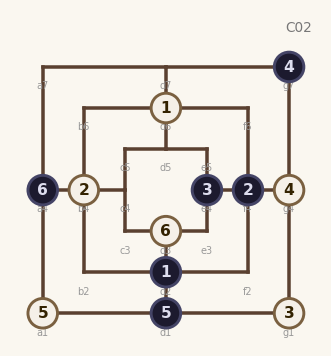 C02
4
a7 d7 g7
1
b6 d6 f6
c5 d5 e5
6 2 3 2 4
a4 b4 c4 e4 f4 g4
6
c3 d3 e3
1
b2 d2 f2
5 5 3
a1 d1 g1